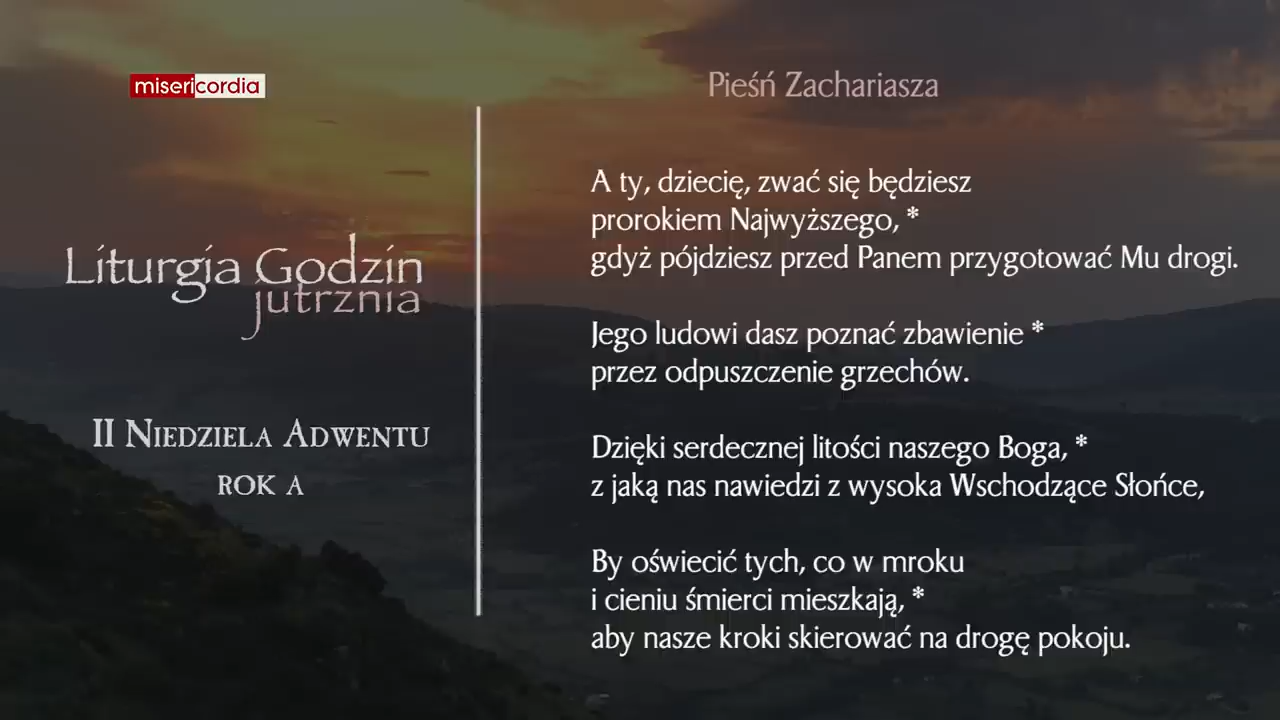 misericordia
Liturgia Godzin
jutrznia
II Niedziela Adwentu
rok A
Pieśń Zachariasza
A ty, dziecię, zwać się będziesz
prorokiem Najwyższego, *
gdyż pójdziesz przed Panem przygotować Mu drogi.
Jego ludowi dasz poznać zbawienie *
przez odpuszczenie grzechów.
Dzięki serdecznej litości naszego Boga, *
z jaką nas nawiedzi z wysoka Wschodzące Słońce,
By oświecić tych, co w mroku
i cieniu śmierci mieszkają, *
aby nasze kroki skierować na drogę pokoju.